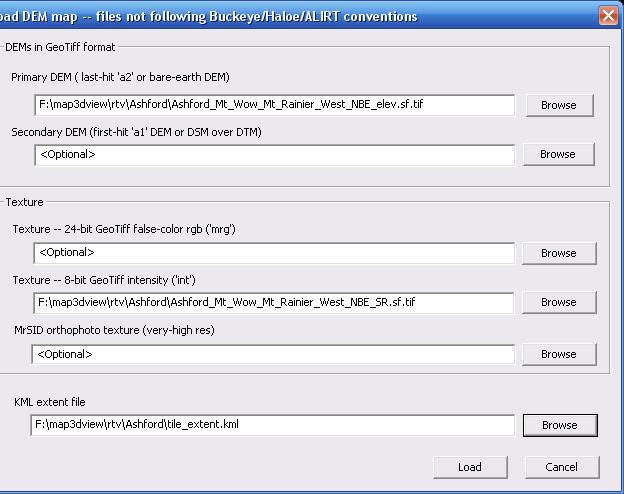 oad DEM map -- files not following Buckeye/Haloe/ALIRT conventions
DEMs in GeoTiff format
Primary DEM ( last-hit 'a2' or bare-earth DEM)
F:\map3dview\rtv\Ashford\Ashford_Mt_Wow_Mt_Rainier_West_NBE_elev.sf.tif Browse
Secondary DEM (first-hit 'a1' DEM or DSM over DTM)
<Optional> Browse
Texture
Texture -- 24-bit GeoTiff false-color rgb ('mrg')
<Optional> Browse
Texture -- 8-bit GeoTiff intensity ('int')
F:\map3dview\rtv\Ashford\Ashford_Mt_Wow_Mt_Rainier_West_NBE_SR.sf.tif Browse
MrSID orthophoto texture (very-high res)
<Optional> Browse
KML extent file
F:\map3dview\rtv\Ashford\tile_extent.kml Browse
Load Cancel